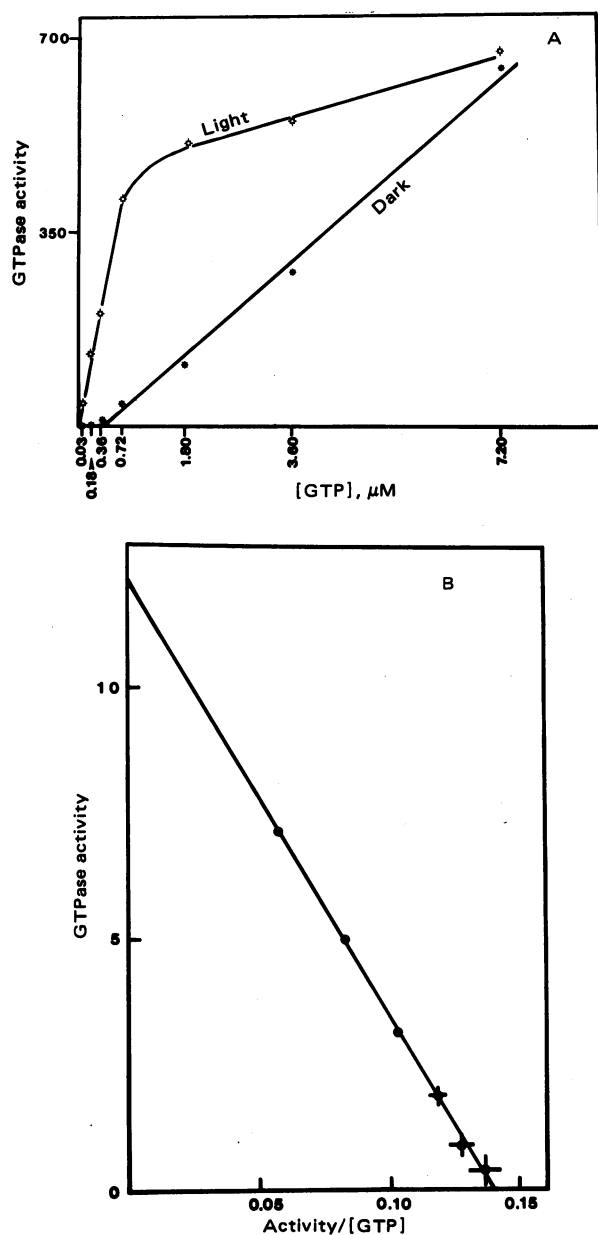 A
700
Light
Dark
350
GTPase activity
0.03
0.18
0.36
0.72
1.80
3.60
7.20
[GTP], μM
B
10
5
0
GTPase activity
0.05
0.10
0.15
Activity/[GTP]